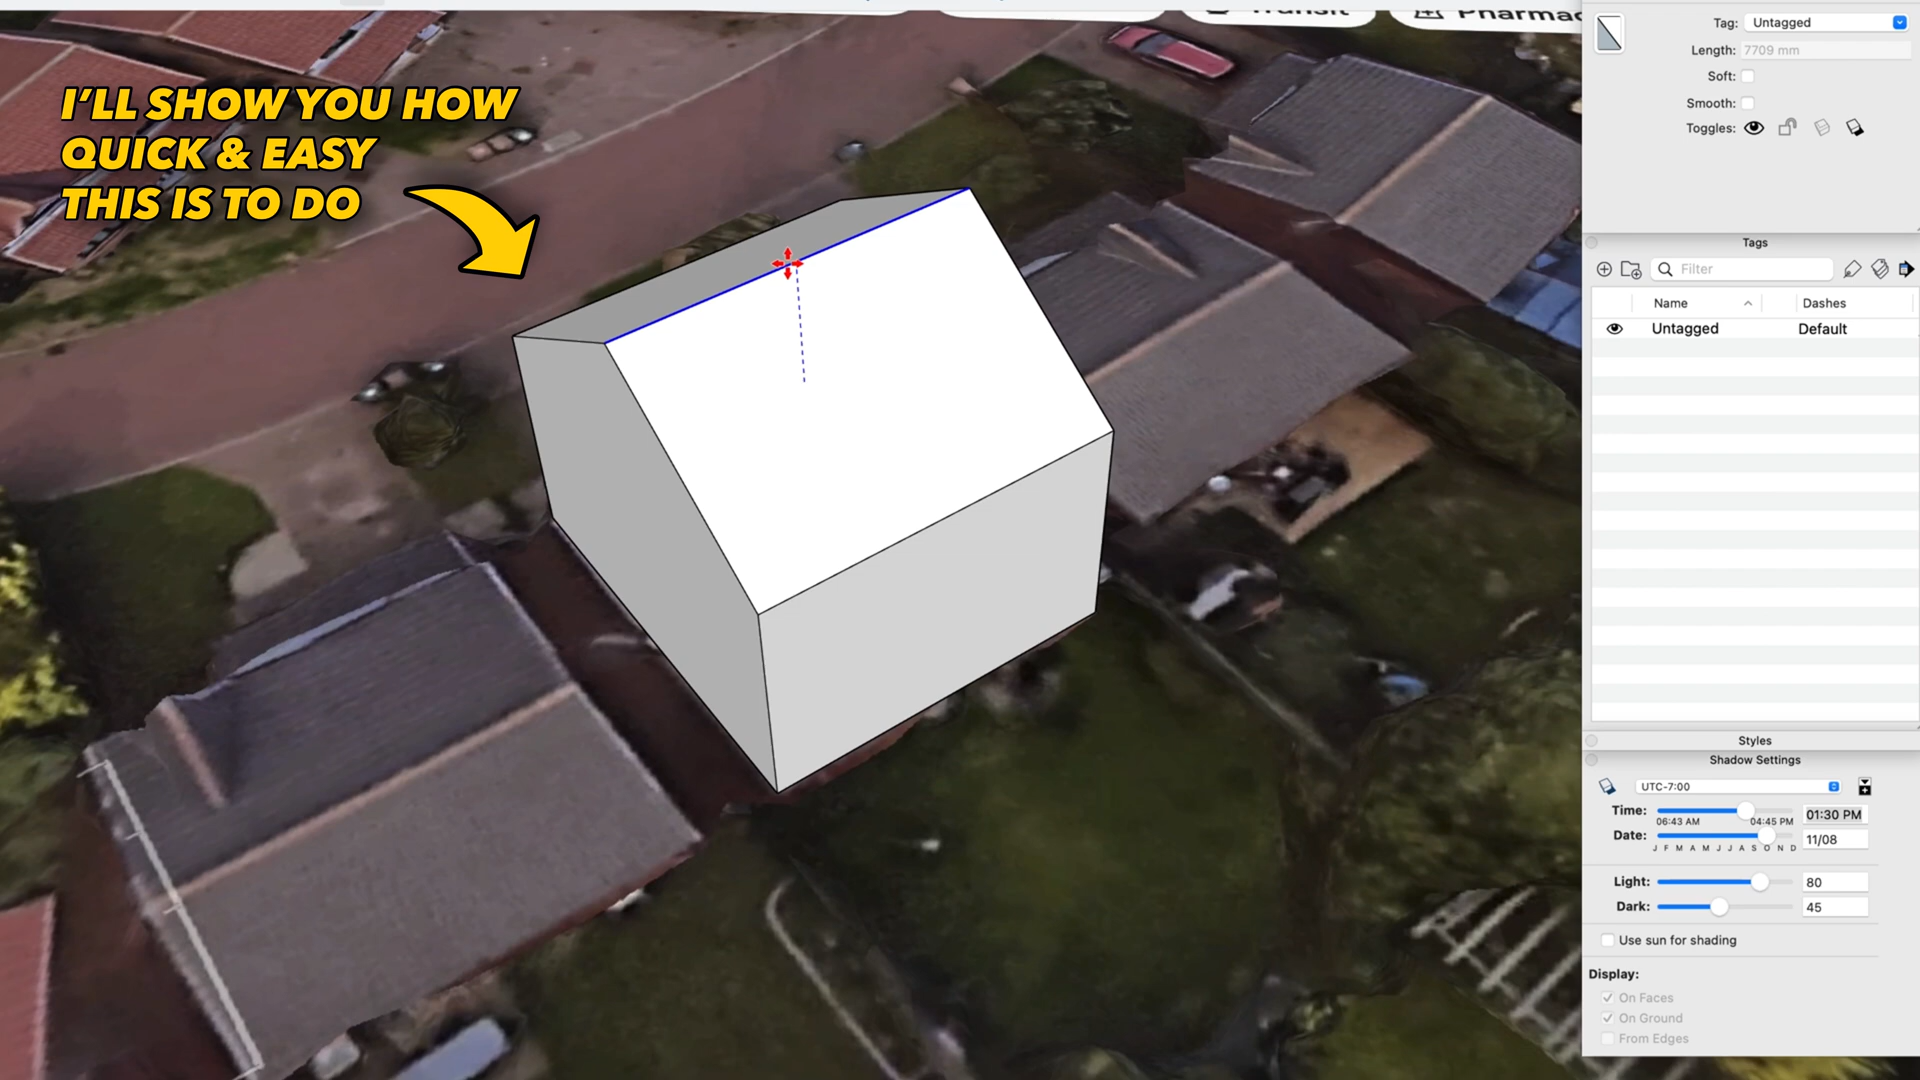 Transit
I'LL SHOW YOU HOW
QUICK & EASY
THIS IS TO DO
Tag: Untagged
Length: 7709 mm
Soft:
Smooth:
Toggles:
Tags
Filter
Name Dashes
Untagged Default
Styles
Shadow Settings
UTC-7:00
Time: 01:30 PM
06:43 AM 04:45 PM
Date: 11/08
J F M A M J J A S O N D
Light: 80
Dark: 45
Use sun for shading
Display:
On Faces
On Ground
From Edges